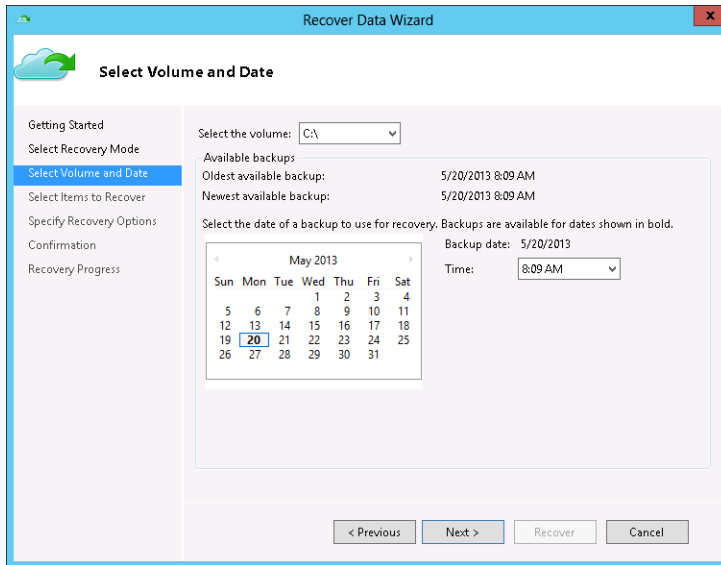 Recover Data Wizard
x
Select Volume and Date
Getting Started
Select Recovery Mode
Select Volume and Date
Select Items to Recover
Specify Recovery Options
Confirmation
Recovery Progress
Select the volume: C:\
Available backups
Oldest available backup: 5/20/2013 8:09 AM
Newest available backup: 5/20/2013 8:09 AM
Select the date of a backup to use for recovery. Backups are available for dates shown in bold.
May 2013
Sun Mon Tue Wed Thu Fri Sat
1 2 3 4
5 6 7 8 9 10 11
12 13 14 15 16 17 18
19 20 21 22 23 24 25
26 27 28 29 30 31
Backup date: 5/20/2013
Time: 8:09 AM
< Previous Next > Recover Cancel